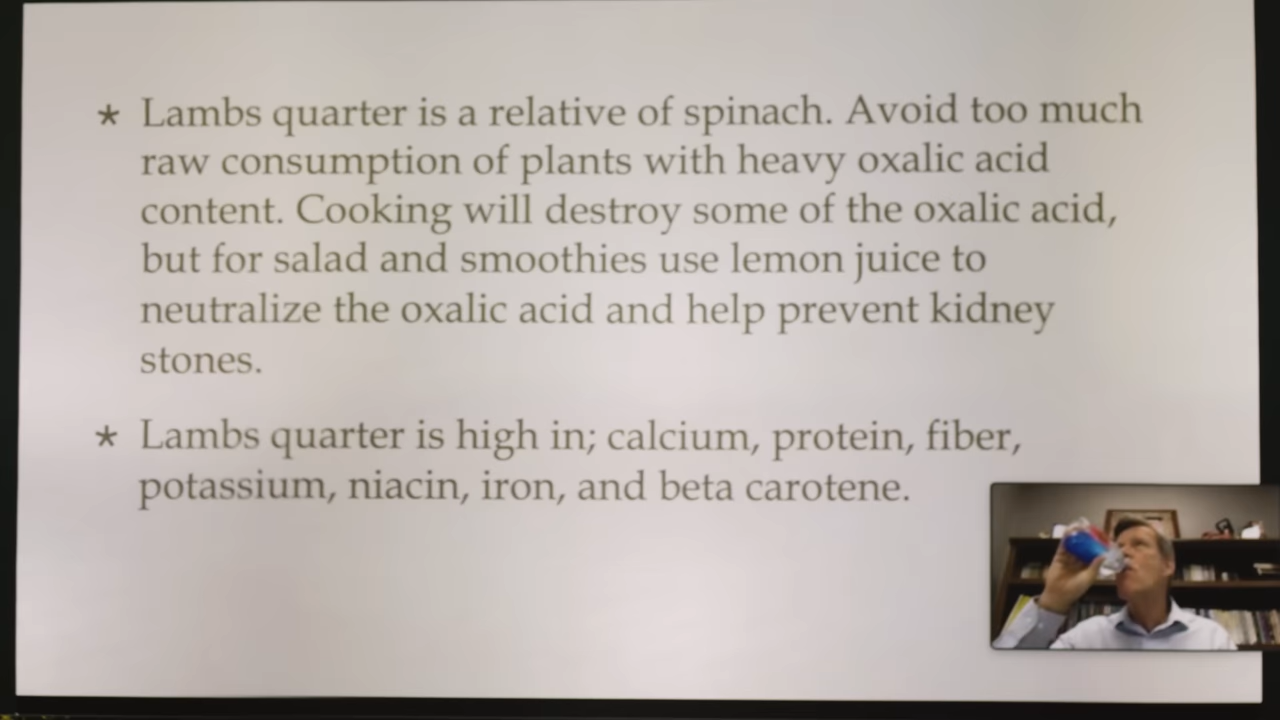 * Lambs quarter is a relative of spinach. Avoid too much
raw consumption of plants with heavy oxalic acid
content. Cooking will destroy some of the oxalic acid,
but for salad and smoothies use lemon juice to
neutralize the oxalic acid and help prevent kidney
stones.
* Lambs quarter is high in; calcium, protein, fiber,
potassium, niacin, iron, and beta carotene.